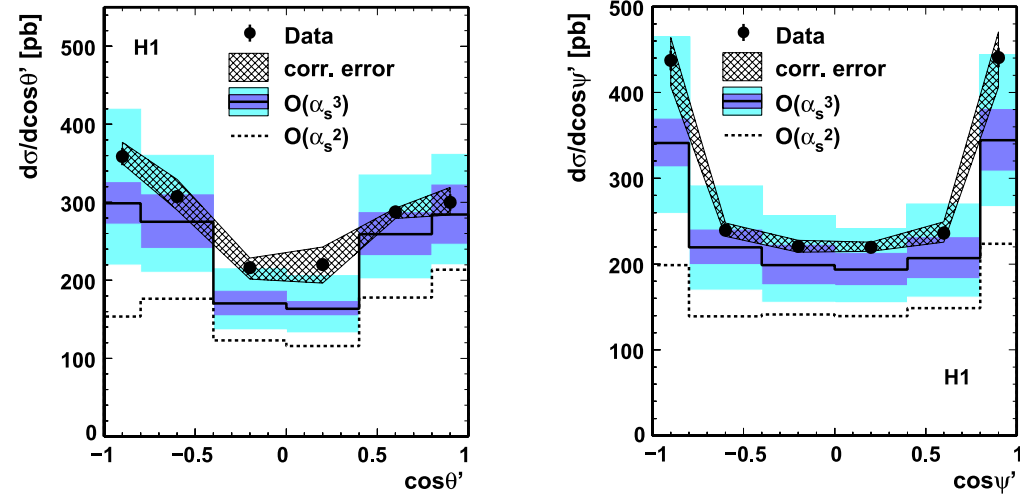 dσ/dcosθ' [pb]
500
400
300
200
100
0
H1
Data
corr. error
O(αs³)
O(αs²)
−1 −0.5 0 0.5 1
cosθ'
dσ/dcosψ' [pb]
500
400
300
200
100
0
Data
corr. error
O(αs³)
O(αs²)
H1
−1 −0.5 0 0.5 1
cosψ'